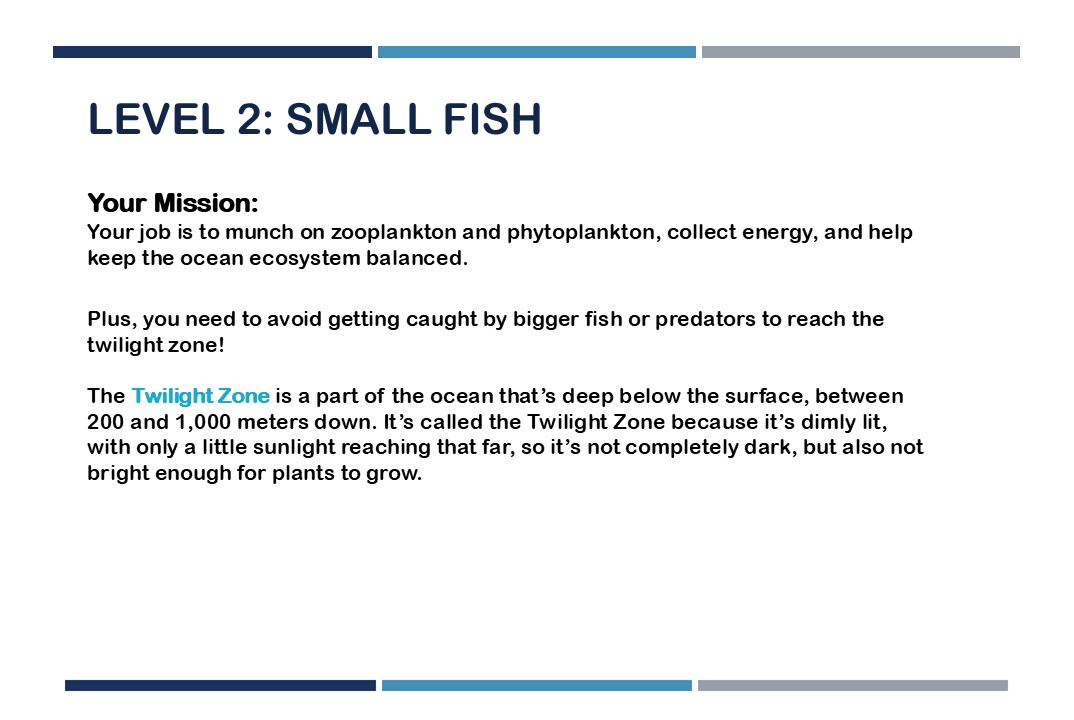 LEVEL 2: SMALL FISH
Your Mission:
Your job is to munch on zooplankton and phytoplankton, collect energy, and help
keep the ocean ecosystem balanced.
Plus, you need to avoid getting caught by bigger fish or predators to reach the
twilight zone!
The Twilight Zone is a part of the ocean that’s deep below the surface, between
200 and 1,000 meters down. It’s called the Twilight Zone because it’s dimly lit,
with only a little sunlight reaching that far, so it’s not completely dark, but also not
bright enough for plants to grow.